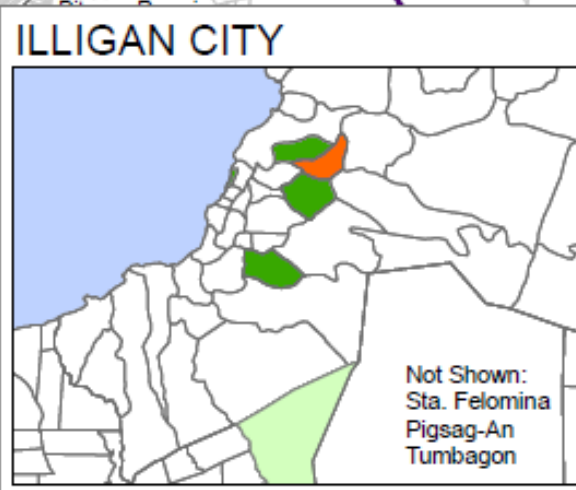 ILLIGAN CITY
Not Shown:
Sta. Felomina
Pigsag-An
Tumbagon